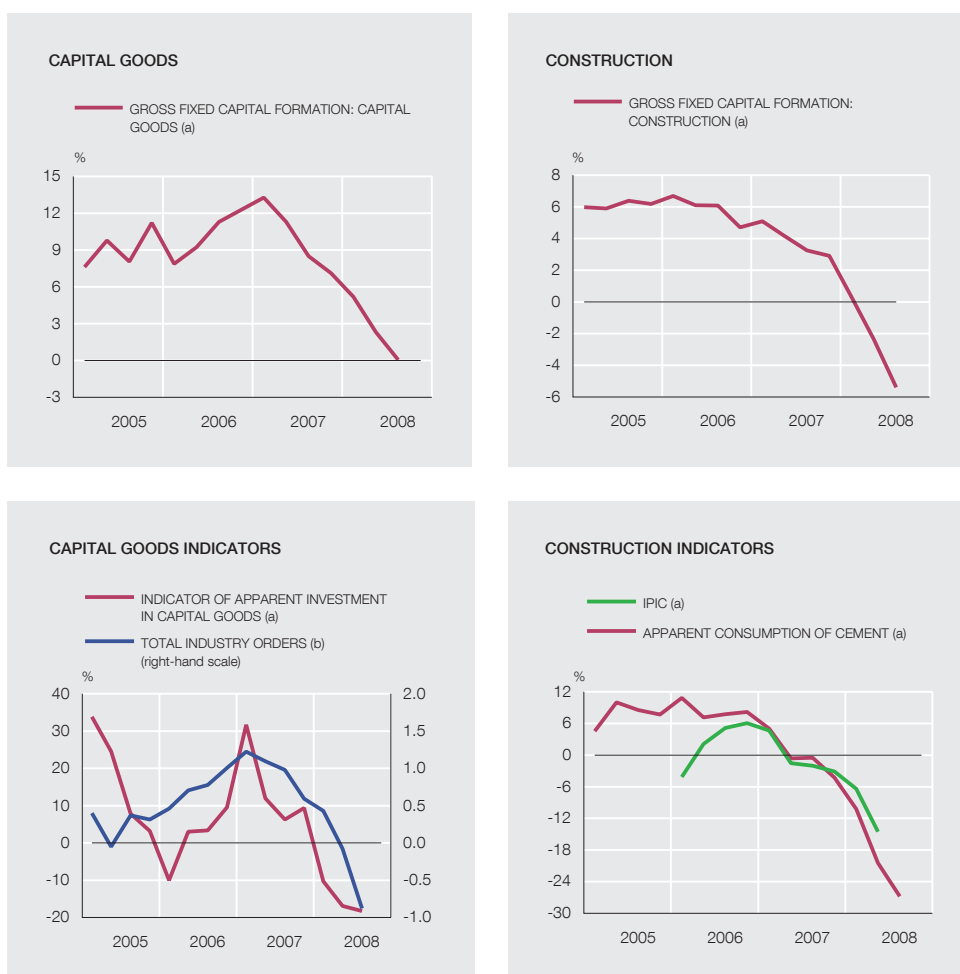 CAPITAL GOODS
GROSS FIXED CAPITAL FORMATION: CAPITAL
GOODS (a)
%
15
12
9
6
3
0
-3
2005 2006 2007 2008
CONSTRUCTION
GROSS FIXED CAPITAL FORMATION:
CONSTRUCTION (a)
%
8
6
4
2
0
-2
-4
-6
2005 2006 2007 2008
CAPITAL GOODS INDICATORS
INDICATOR OF APPARENT INVESTMENT
IN CAPITAL GOODS (a)
TOTAL INDUSTRY ORDERS (b)
(right-hand scale)
%
40 2.0
30 1.5
20 1.0
10 0.5
0 0.0
-10 -0.5
-20 -1.0
2005 2006 2007 2008
CONSTRUCTION INDICATORS
IPIC (a)
APPARENT CONSUMPTION OF CEMENT (a)
%
12
6
0
-6
-12
-18
-24
-30
2005 2006 2007 2008